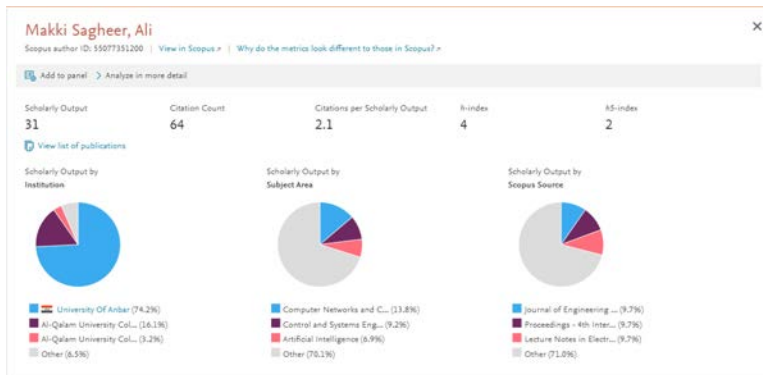 Makki Sagheer, Ali
Scopus author ID: 55077351200 | View in Scopus | Why do the metrics look different to those in Scopus?
Add to panel > Analyze in more detail
Scholarly Output
31
View list of publications
Citation Count
64
Citations per Scholarly Output
2.1
h-index
4
h5-index
2
Scholarly Output by
Institution
University Of Anbar (74.2%)
Al-Qalam University Col... (16.1%)
Al-Qalam University Col... (3.2%)
Other (6.5%)
Scholarly Output by
Subject Area
Computer Networks and C... (13.8%)
Control and Systems Eng... (9.2%)
Artificial Intelligence (6.9%)
Other (70.1%)
Scholarly Output by
Scopus Source
Journal of Engineering ... (9.7%)
Proceedings - 4th Inter... (9.7%)
Lecture Notes in Electr... (9.7%)
Other (71.0%)